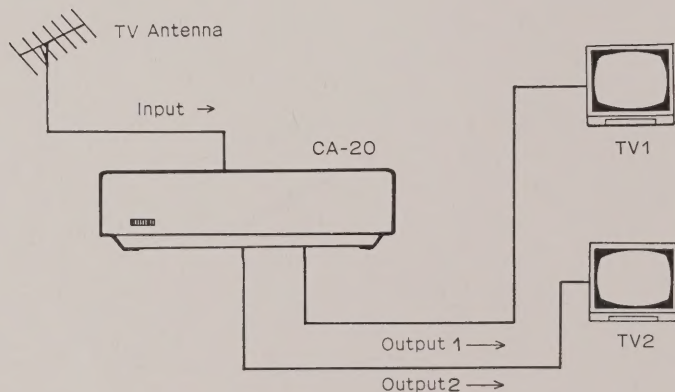 TV Antenna
Input →
CA-20
TV1
TV2
Output 1 →
Output2 →